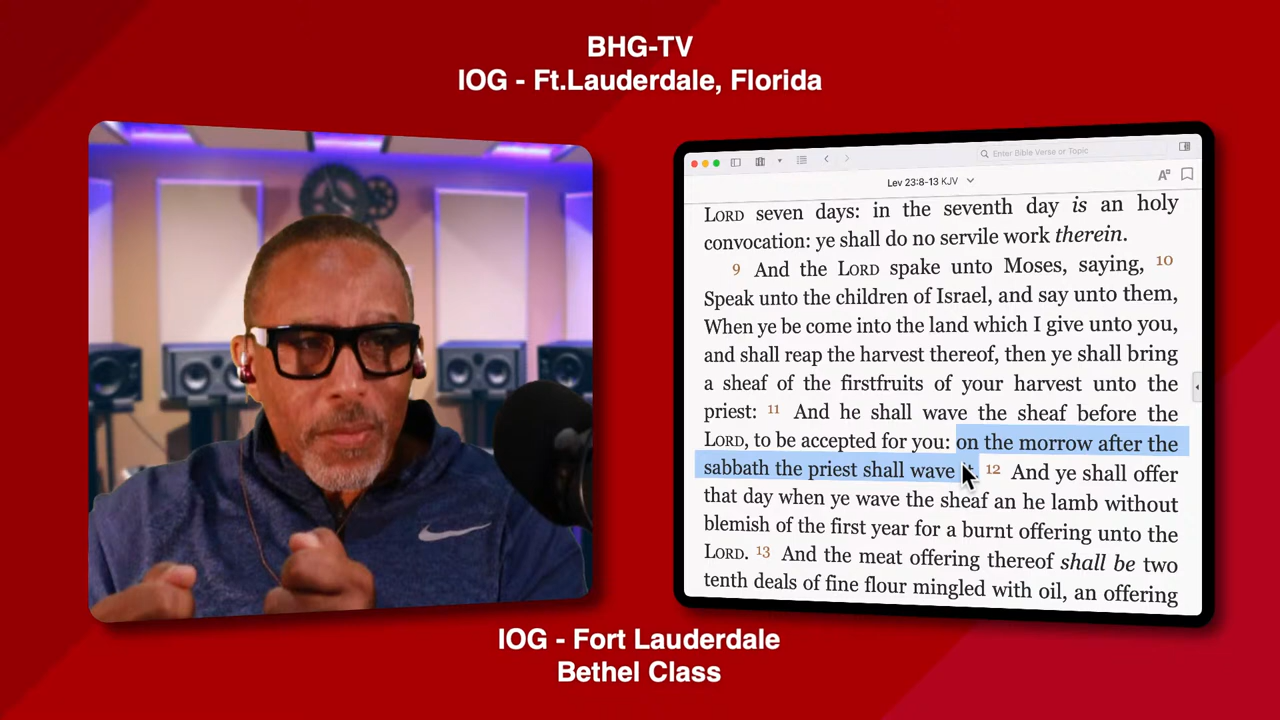 BHG-TV
IOG - Ft.Lauderdale, Florida
Enter Bible Verse or Topic
Lev 23:8-13 KJV
LORD seven days: in the seventh day is an holy
convocation: ye shall do no servile work therein.
9 And the LORD spake unto Moses, saying, 10
Speak unto the children of Israel, and say unto them,
When ye be come into the land which I give unto you,
and shall reap the harvest thereof, then ye shall bring
a sheaf of the firstfruits of your harvest unto the
priest: 11 And he shall wave the sheaf before the
LORD, to be accepted for you: on the morrow after the
sabbath the priest shall wave 12 And ye shall offer
that day when ye wave the sheaf an he lamb without
blemish of the first year for a burnt offering unto the
LORD. 13 And the meat offering thereof shall be two
tenth deals of fine flour mingled with oil, an offering
IOG - Fort Lauderdale
Bethel Class